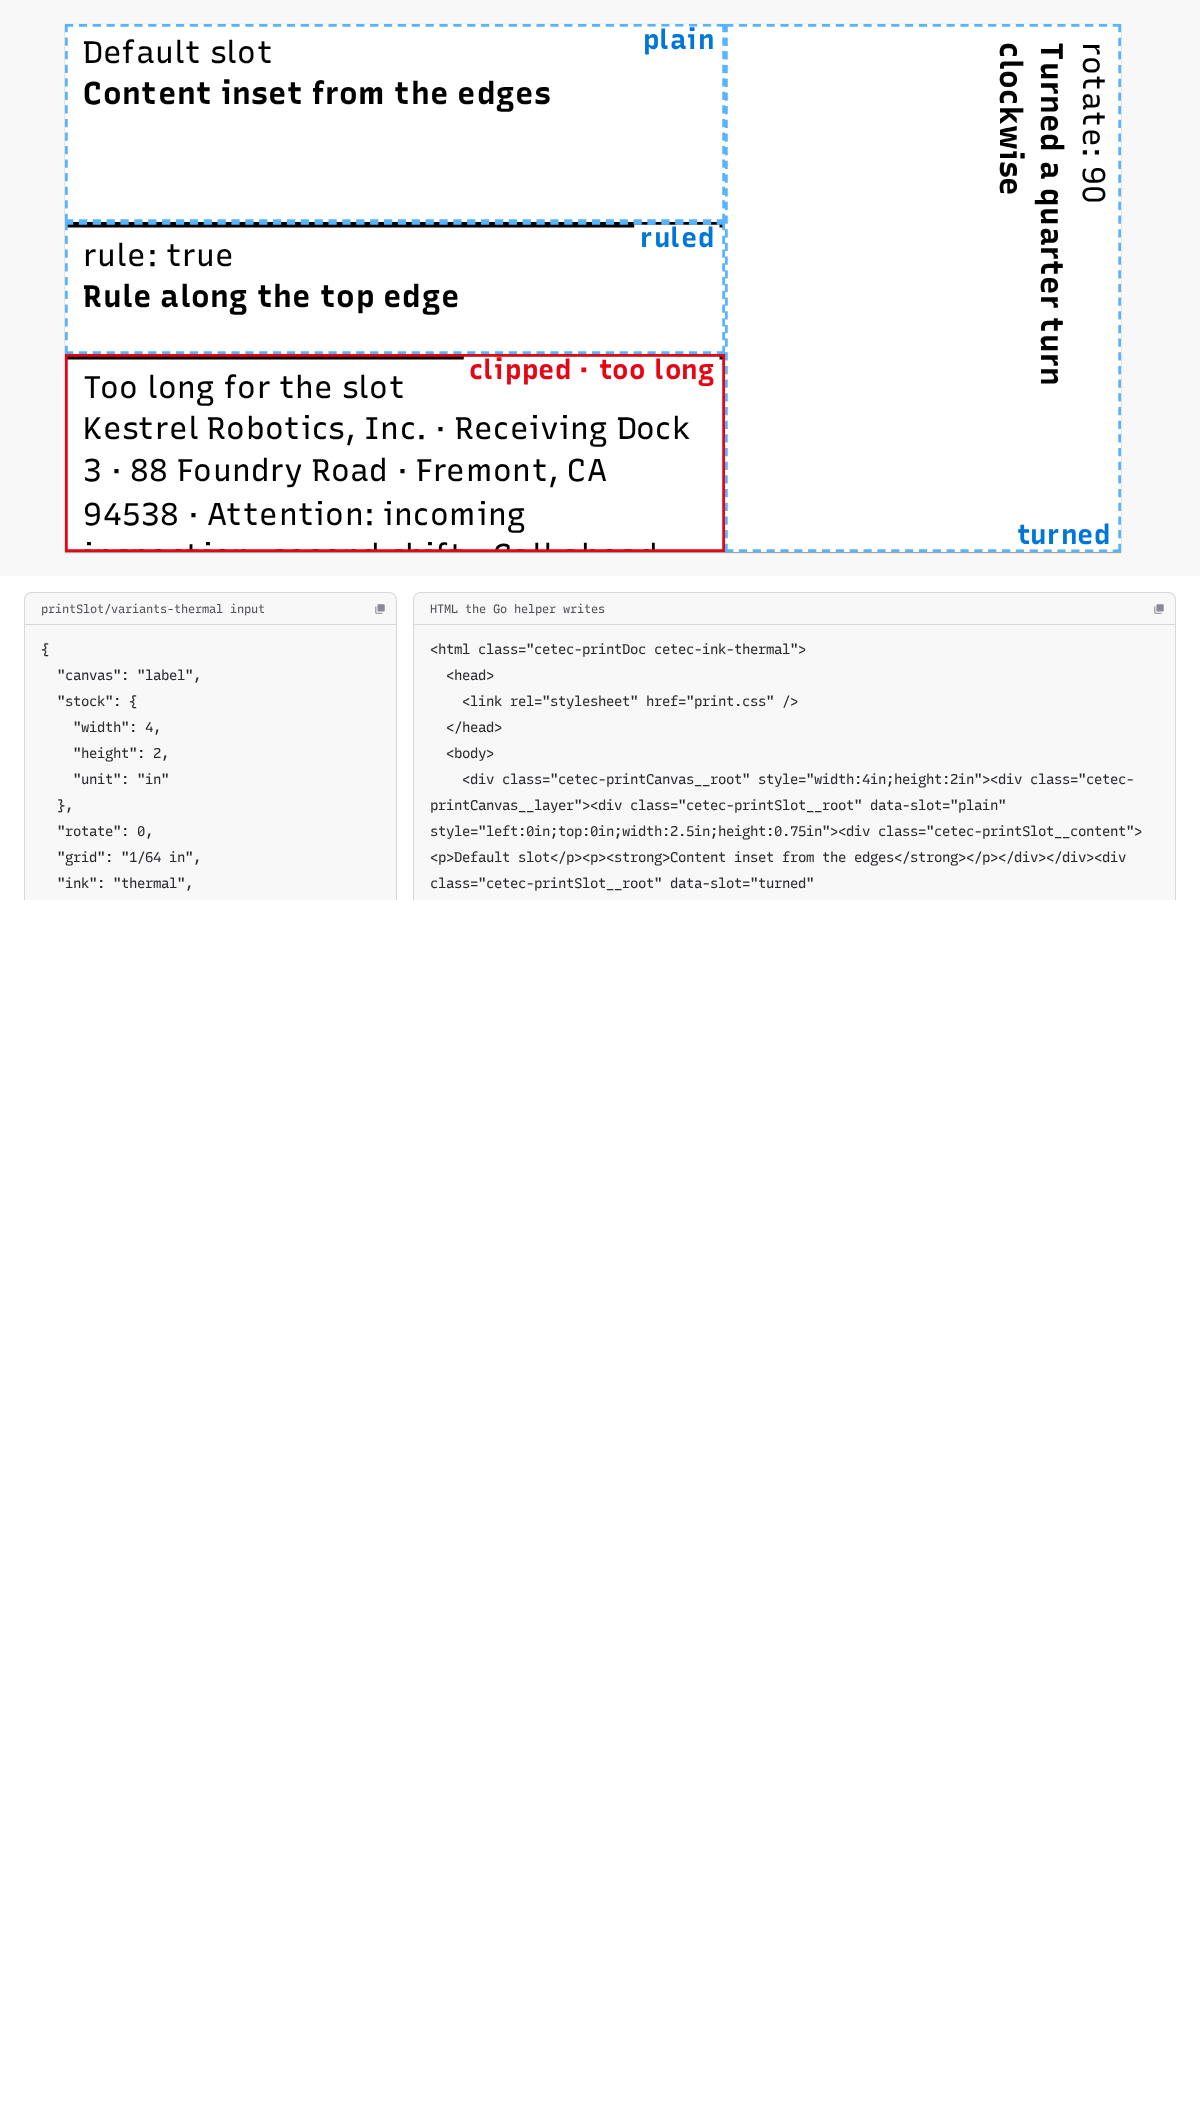 Default slot
plain
Content inset from the edges
rule: true
ruled
Rule along the top edge
Too long for the slot
clipped · too long
Kestrel Robotics, Inc. · Receiving Dock
3 · 88 Foundry Road · Fremont, CA
94538 · Attention: incoming
rotate: 90
Turned a quarter turn
clockwise
turned
printSlot/variants-thermal input
{
  "canvas": "label",
  "stock": {
    "width": 4,
    "height": 2,
    "unit": "in"
  },
  "rotate": 0,
  "grid": "1/64 in",
  "ink": "thermal",
HTML the Go helper writes
<html class="cetec-printDoc cetec-ink-thermal">
  <head>
    <link rel="stylesheet" href="print.css" />
  </head>
  <body>
    <div class="cetec-printCanvas__root" style="width:4in;height:2in"><div class="cetec-
printCanvas__layer"><div class="cetec-printSlot__root" data-slot="plain"
style="left:0in;top:0in;width:2.5in;height:0.75in"><div class="cetec-printSlot__content">
<p>Default slot</p><p><strong>Content inset from the edges</strong></p></div></div><div
class="cetec-printSlot__root" data-slot="turned"